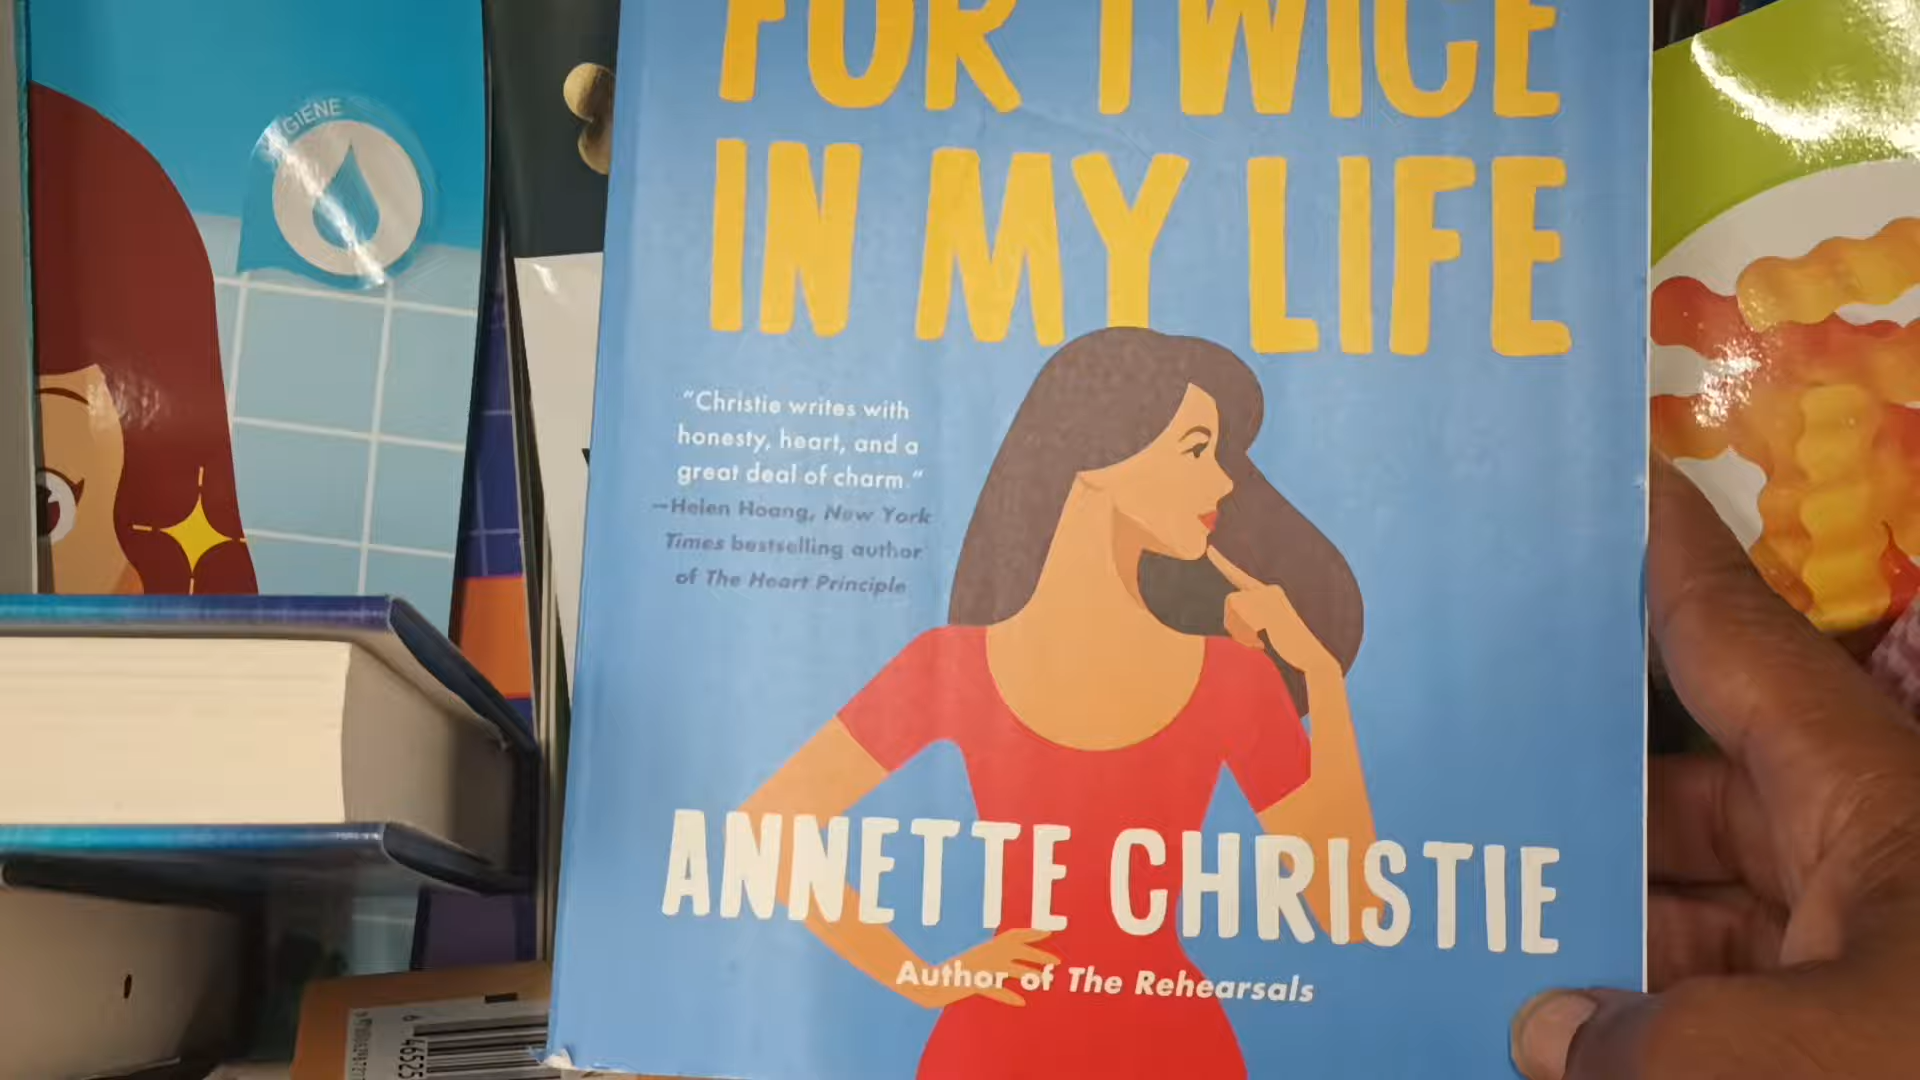 GIENE
FOR TWICE
IN MY LIFE
"Christie writes with
honesty, heart, and a
great deal of charm."
—Helen Hoang, New York
Times bestselling author
of The Heart Principle
ANNETTE CHRISTIE
Author of The Rehearsals